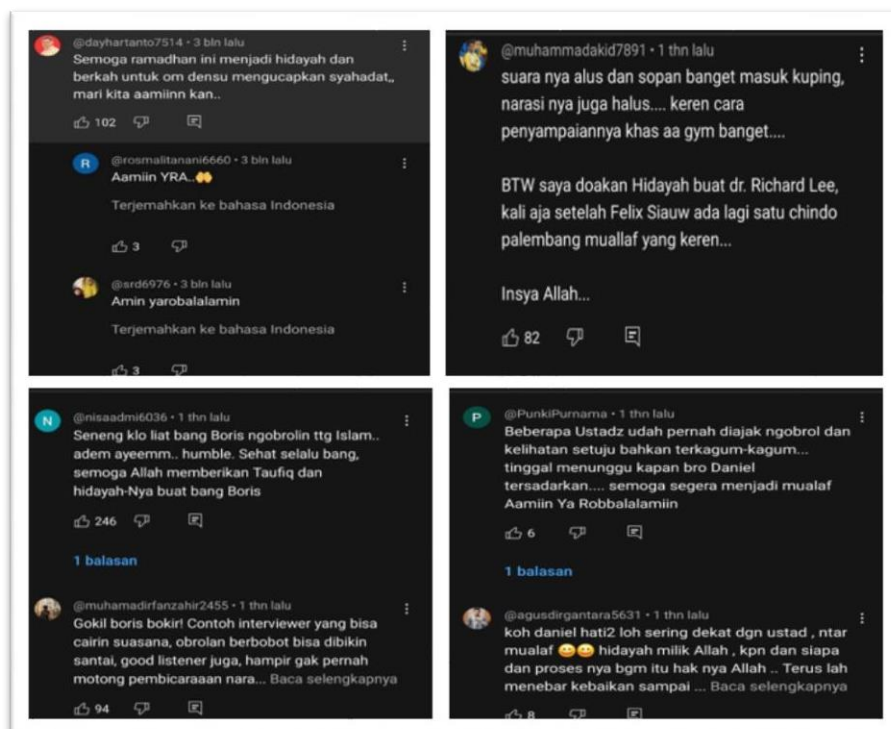 @dayhartanto7514 • 3 bln lalu
Semoga ramadhan ini menjadi hidayah dan
berkah untuk om densu mengucapkan syahadat,,
mari kita aamiinn kan..
102
R
@rosmalitanani6660 • 3 bln lalu
Aamiin YRA..🤲
Terjemahkan ke bahasa Indonesia
3
@srd6976 • 3 bln lalu
Amin yarobalalamin
Terjemahkan ke bahasa Indonesia
3
@muhammadakid7891 • 1 thn lalu
suara nya alus dan sopan banget masuk kuping,
narasi nya juga halus.... keren cara
penyampaiannya khas aa gym banget....
BTW saya doakan Hidayah buat dr. Richard Lee,
kali aja setelah Felix Siauw ada lagi satu chindo
palembang muallaf yang keren...
Insya Allah...
82
N
@nisaadmi6036 • 1 thn lalu
Seneng klo liat bang Boris ngobrolin ttg Islam..
adem ayeemm.. humble. Sehat selalu bang,
semoga Allah memberikan Taufiq dan
hidayah-Nya buat bang Boris
246
1 balasan
@muhamadirfanzahir2455 • 1 thn lalu
Gokil boris bokir! Contoh interviewer yang bisa
cairin suasana, obrolan berbobot bisa dibikin
santai, good listener juga, hampir gak pernah
motong pembicaraaan nara... Baca selengkapnya
94
P
@PunkiPurnama • 1 thn lalu
Beberapa Ustadz udah pernah diajak ngobrol dan
kelihatan setuju bahkan terkagum-kagum...
tinggal menunggu kapan bro Daniel
tersadarkan.... semoga segera menjadi mualaf
Aamiin Ya Robbalalamiin
6
1 balasan
@agusdirgantara5631 • 1 thn lalu
koh daniel hati2 loh sering dekat dgn ustad , ntar
mualaf 😄😄 hidayah milik Allah , kpn dan siapa
dan proses nya bgm itu hak nya Allah .. Terus lah
menebar kebaikan sampai ... Baca selengkapnya
8